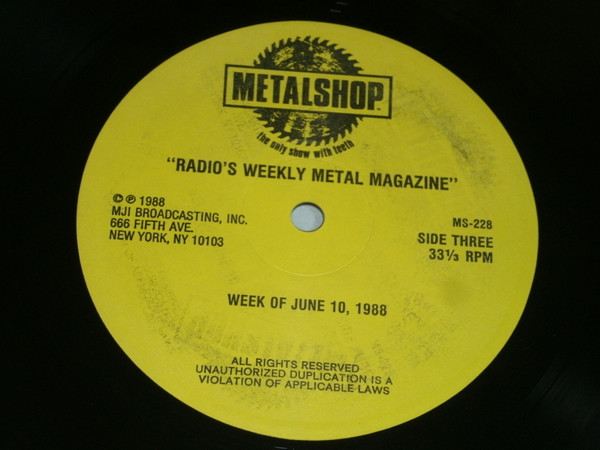 METALSHOP
The only show with teeth
"RADIO'S WEEKLY METAL MAGAZINE"
© ℗ 1988
MJI BROADCASTING, INC.
666 FIFTH AVE.
NEW YORK, NY 10103
MS-228
SIDE THREE
33⅓ RPM
WEEK OF JUNE 10, 1988
ALL RIGHTS RESERVED
UNAUTHORIZED DUPLICATION IS A
VIOLATION OF APPLICABLE LAWS